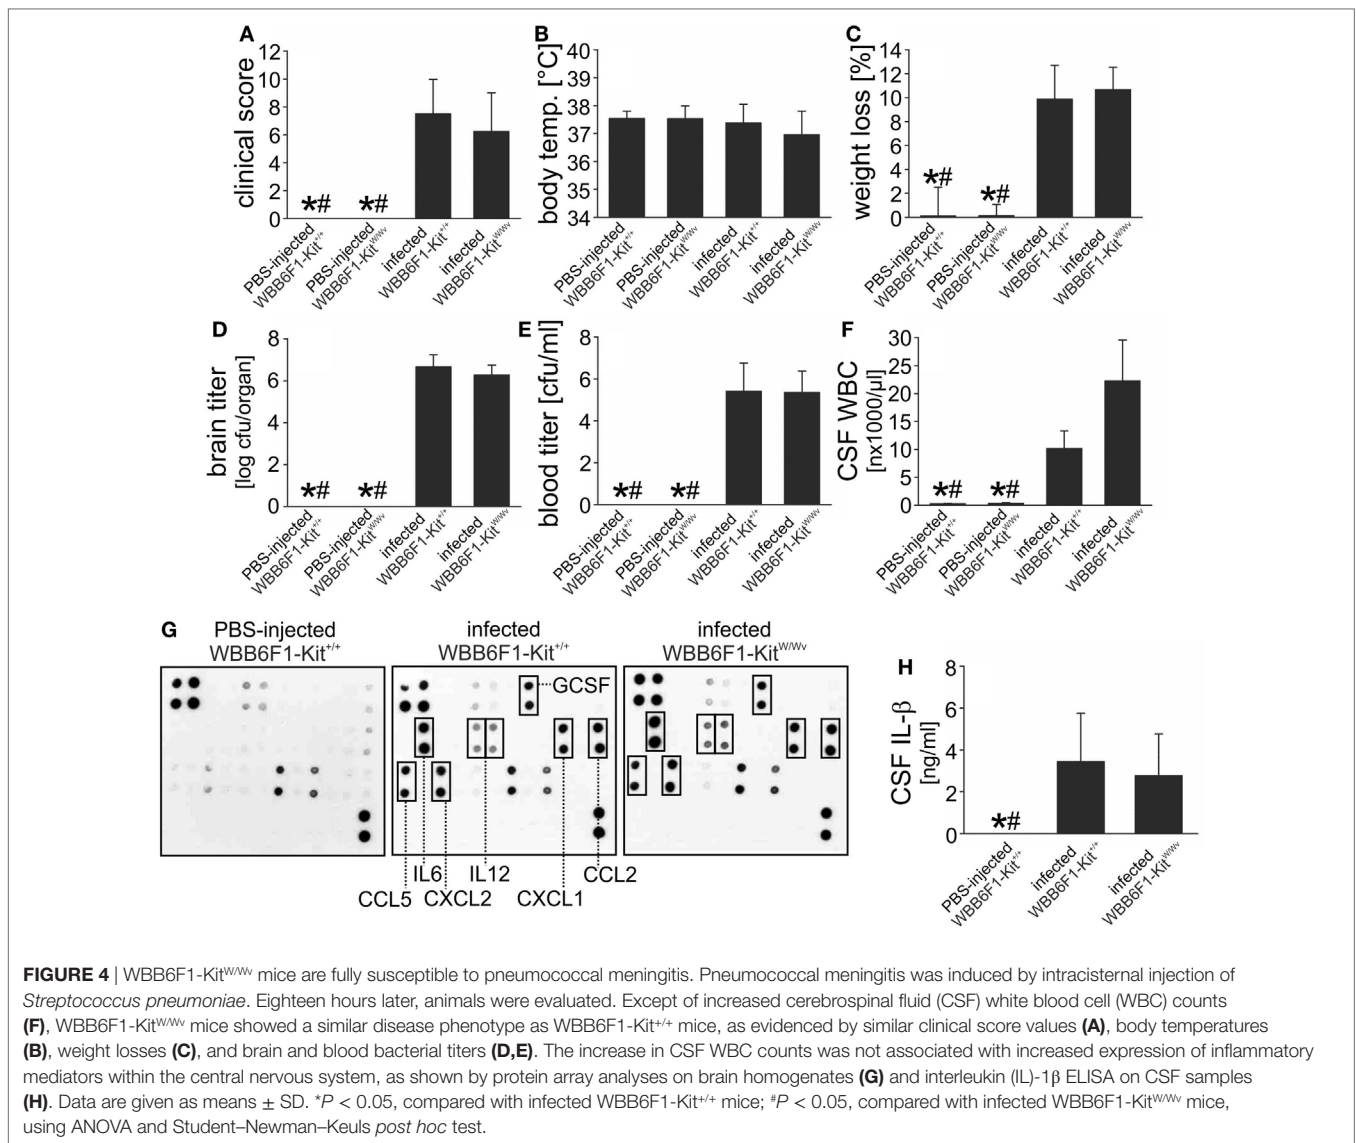 A
clinical score
12
10
8
6
4
2
0
*#
*#
PBS-injected
WBB6F1-Kit+/+
PBS-injected
WBB6F1-KitW/Wv
infected
WBB6F1-Kit+/+
infected
WBB6F1-KitW/Wv
B
body temp. [°C]
40
39
38
37
36
35
34
PBS-injected
WBB6F1-Kit+/+
PBS-injected
WBB6F1-KitW/Wv
infected
WBB6F1-Kit+/+
infected
WBB6F1-KitW/Wv
C
weight loss [%]
14
12
10
8
6
4
2
0
*#
*#
PBS-injected
WBB6F1-Kit+/+
PBS-injected
WBB6F1-KitW/Wv
infected
WBB6F1-Kit+/+
infected
WBB6F1-KitW/Wv
D
brain titer
[log cfu/organ]
8
6
4
2
0
*#
*#
PBS-injected
WBB6F1-Kit+/+
PBS-injected
WBB6F1-KitW/Wv
infected
WBB6F1-Kit+/+
infected
WBB6F1-KitW/Wv
E
blood titer [cfu/ml]
8
6
4
2
0
*#
*#
PBS-injected
WBB6F1-Kit+/+
PBS-injected
WBB6F1-KitW/Wv
infected
WBB6F1-Kit+/+
infected
WBB6F1-KitW/Wv
F
CSF WBC
[nx1000/µl]
30
25
20
15
10
5
0
*#
*#
PBS-injected
WBB6F1-Kit+/+
PBS-injected
WBB6F1-KitW/Wv
infected
WBB6F1-Kit+/+
infected
WBB6F1-KitW/Wv
G
PBS-injected
WBB6F1-Kit+/+
infected
WBB6F1-Kit+/+
infected
WBB6F1-KitW/Wv
GCSF
IL6
IL12
CCL2
CCL5
CXCL2
CXCL1
H
CSF IL-β
[ng/ml]
8
6
4
2
0
*#
PBS-injected
WBB6F1-Kit+/+
infected
WBB6F1-Kit+/+
infected
WBB6F1-KitW/Wv
FIGURE 4 | WBB6F1-KitW/Wv mice are fully susceptible to pneumococcal meningitis. Pneumococcal meningitis was induced by intracisternal injection of
Streptococcus pneumoniae. Eighteen hours later, animals were evaluated. Except of increased cerebrospinal fluid (CSF) white blood cell (WBC) counts
(F), WBB6F1-KitW/Wv mice showed a similar disease phenotype as WBB6F1-Kit+/+ mice, as evidenced by similar clinical score values (A), body temperatures
(B), weight losses (C), and brain and blood bacterial titers (D,E). The increase in CSF WBC counts was not associated with increased expression of inflammatory
mediators within the central nervous system, as shown by protein array analyses on brain homogenates (G) and interleukin (IL)-1β ELISA on CSF samples
(H). Data are given as means ± SD. *P < 0.05, compared with infected WBB6F1-Kit+/+ mice; #P < 0.05, compared with infected WBB6F1-KitW/Wv mice,
using ANOVA and Student–Newman–Keuls post hoc test.